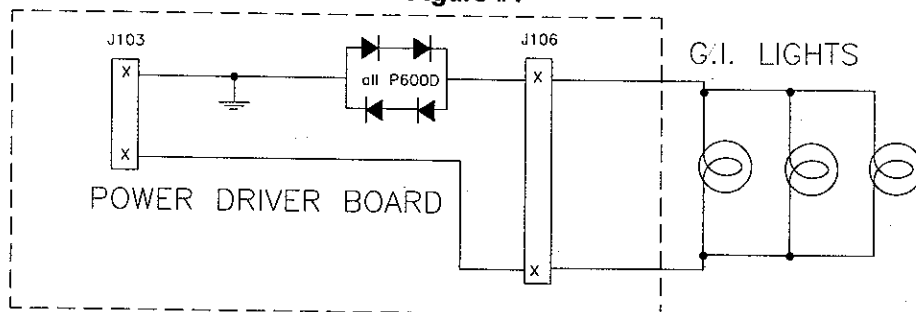 J103
J106
G.I. LIGHTS
all P600D
X
X
X
X
POWER DRIVER BOARD